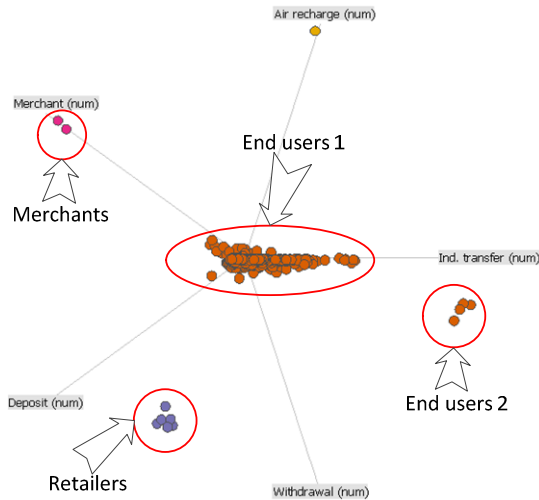 Air recharge (num)
Merchant (num)
End users 1
Merchants
Ind. transfer (num)
Deposit (num)
End users 2
Retailers
Withdrawal (num)